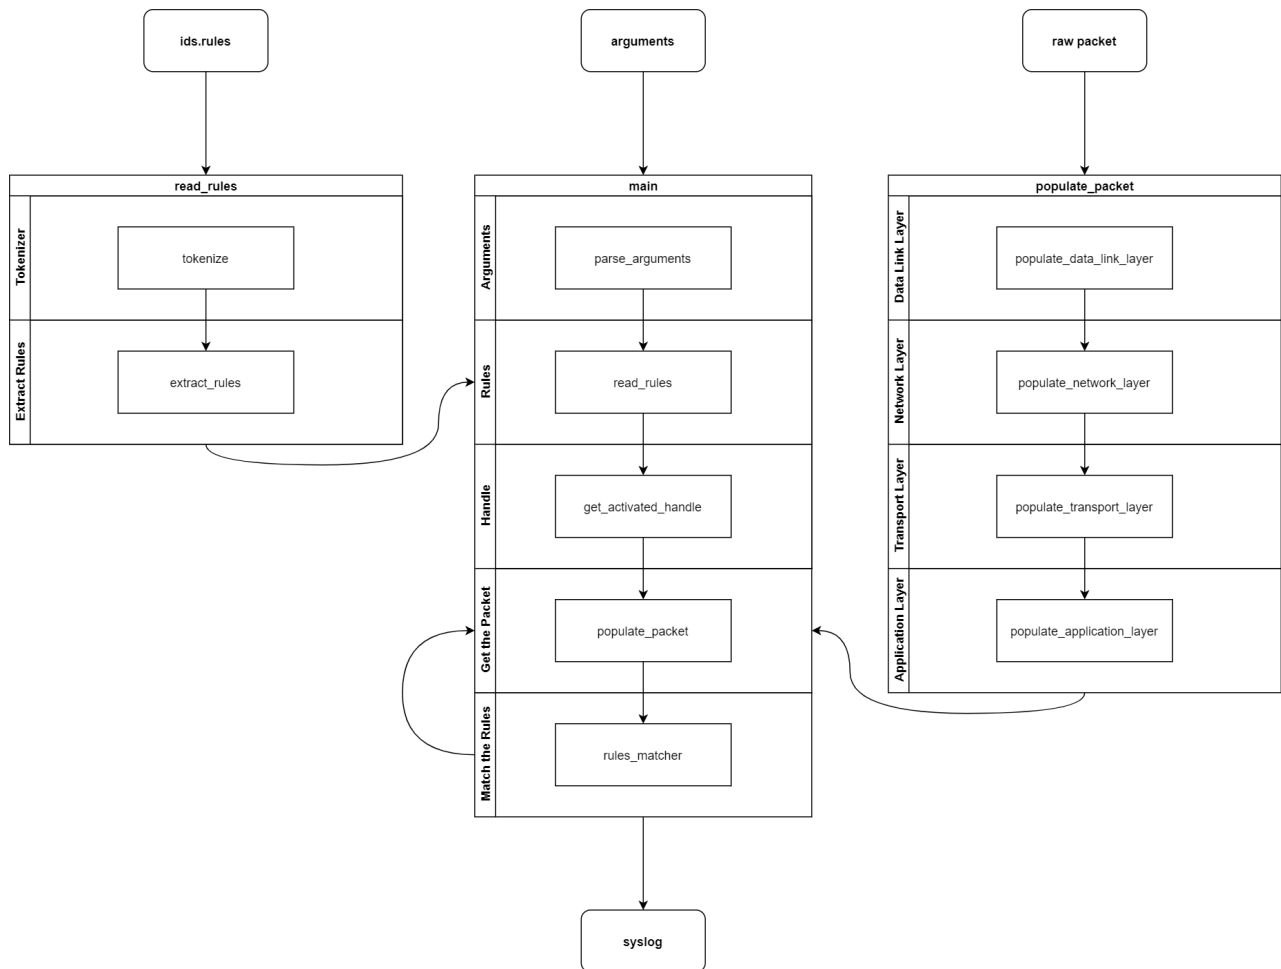 ids.rules
arguments
raw packet
read_rules
Tokenizer
tokenize
Extract Rules
extract_rules
main
Arguments
parse_arguments
Rules
read_rules
Handle
get_activated_handle
Get the Packet
populate_packet
Match the Rules
rules_matcher
populate_packet
Data Link Layer
populate_data_link_layer
Network Layer
populate_network_layer
Transport Layer
populate_transport_layer
Application Layer
populate_application_layer
syslog